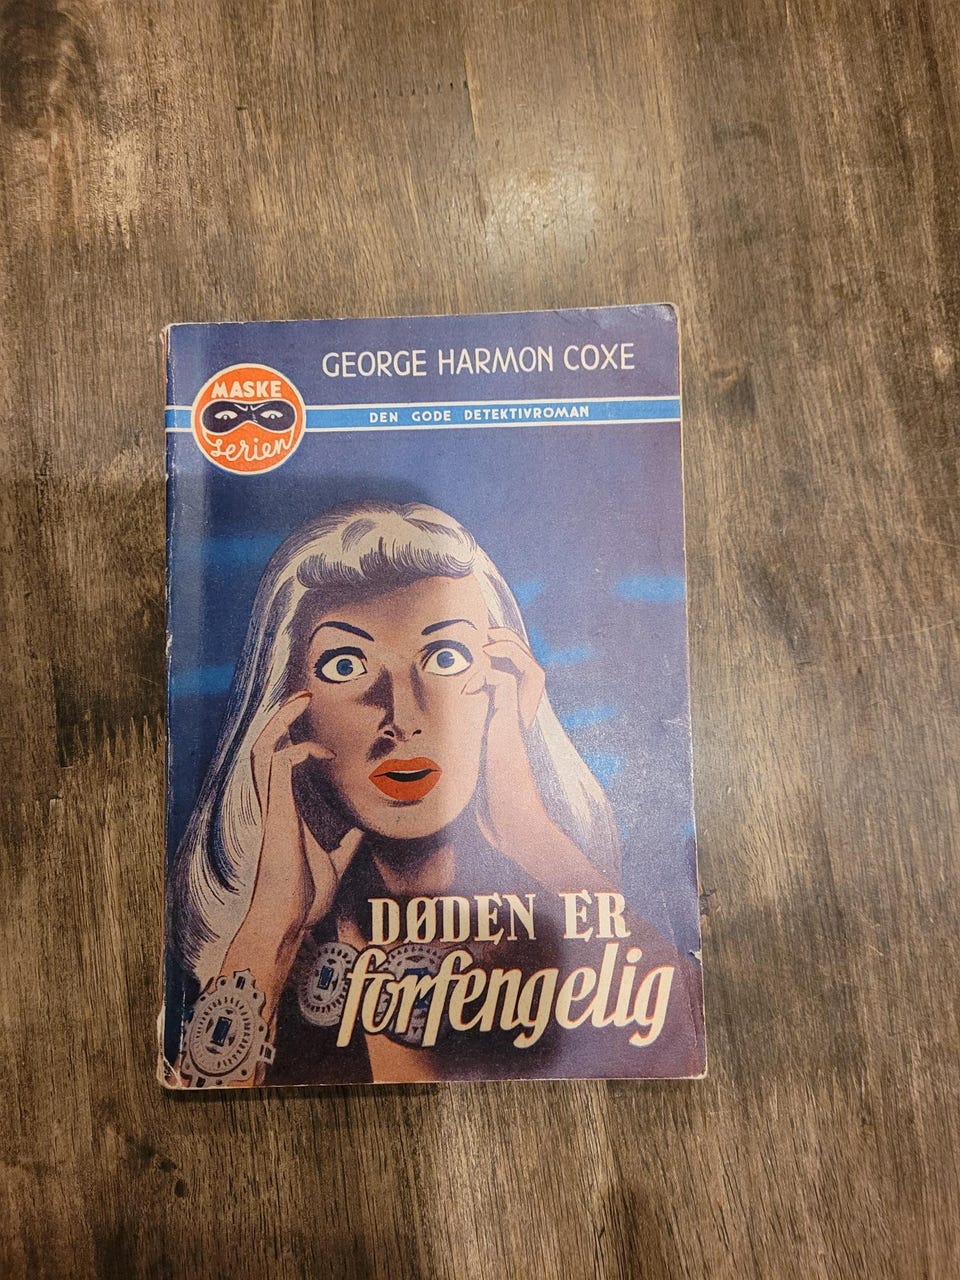 GEORGE HARMON COXE
MASKE
serien
DEN GODE DETEKTIVROMAN
DØDEN ER
forfengelig